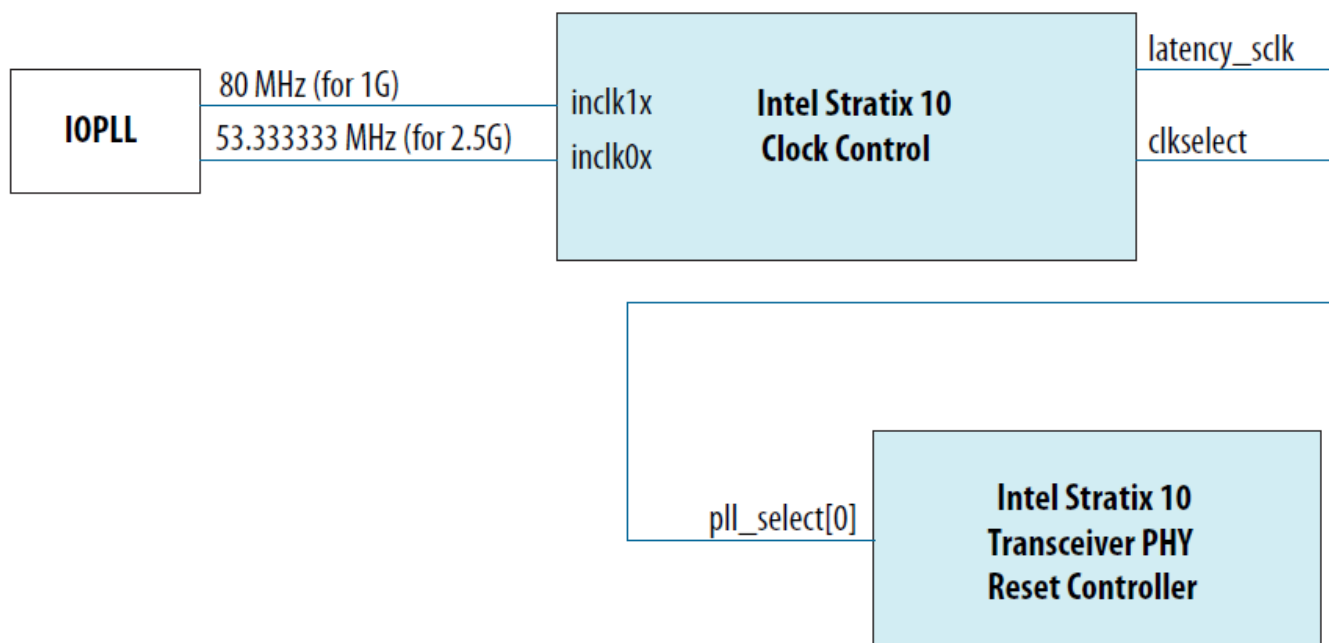 IOPLL
80 MHz (for 1G)
53.333333 MHz (for 2.5G)
inclk1x
inclk0x
Intel Stratix 10
Clock Control
latency_sclk
clkselect
pll_select[0]
Intel Stratix 10
Transceiver PHY
Reset Controller